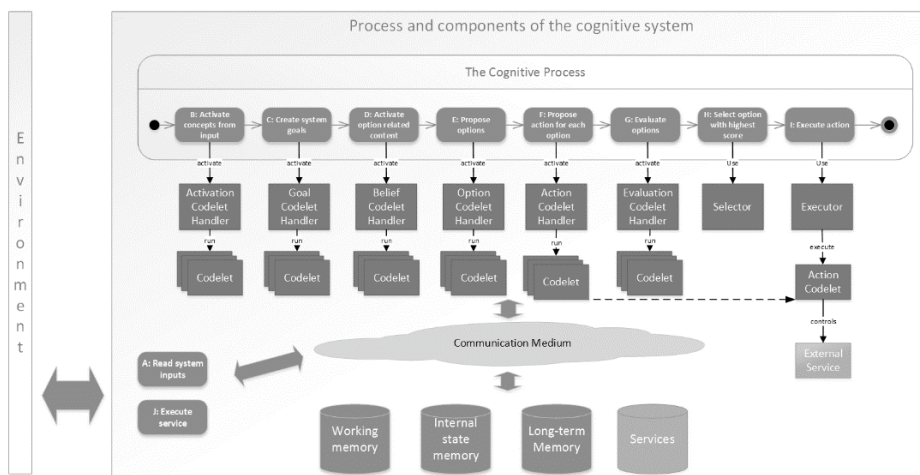 Process and components of the cognitive system
The Cognitive Process
Environment
B: Activate
concepts from
input
C: Create system
goals
D: Activate
option related
content
E: Propose
options
F: Propose
action for each
option
G: Evaluate
options
H: Select option
with highest
score
I: Execute action
activate
activate
activate
activate
activate
activate
Use
Use
Activation
Codelet
Handler
Goal
Codelet
Handler
Belief
Codelet
Handler
Option
Codelet
Handler
Action
Codelet
Handler
Evaluation
Codelet
Handler
Selector
Executor
run
run
run
run
run
run
execute
Codelet
Codelet
Codelet
Codelet
Codelet
Codelet
Action
Codelet
controls
External
Service
Communication Medium
A: Read system
inputs
J: Execute
service
Working
memory
Internal
state
memory
Long-term
Memory
Services